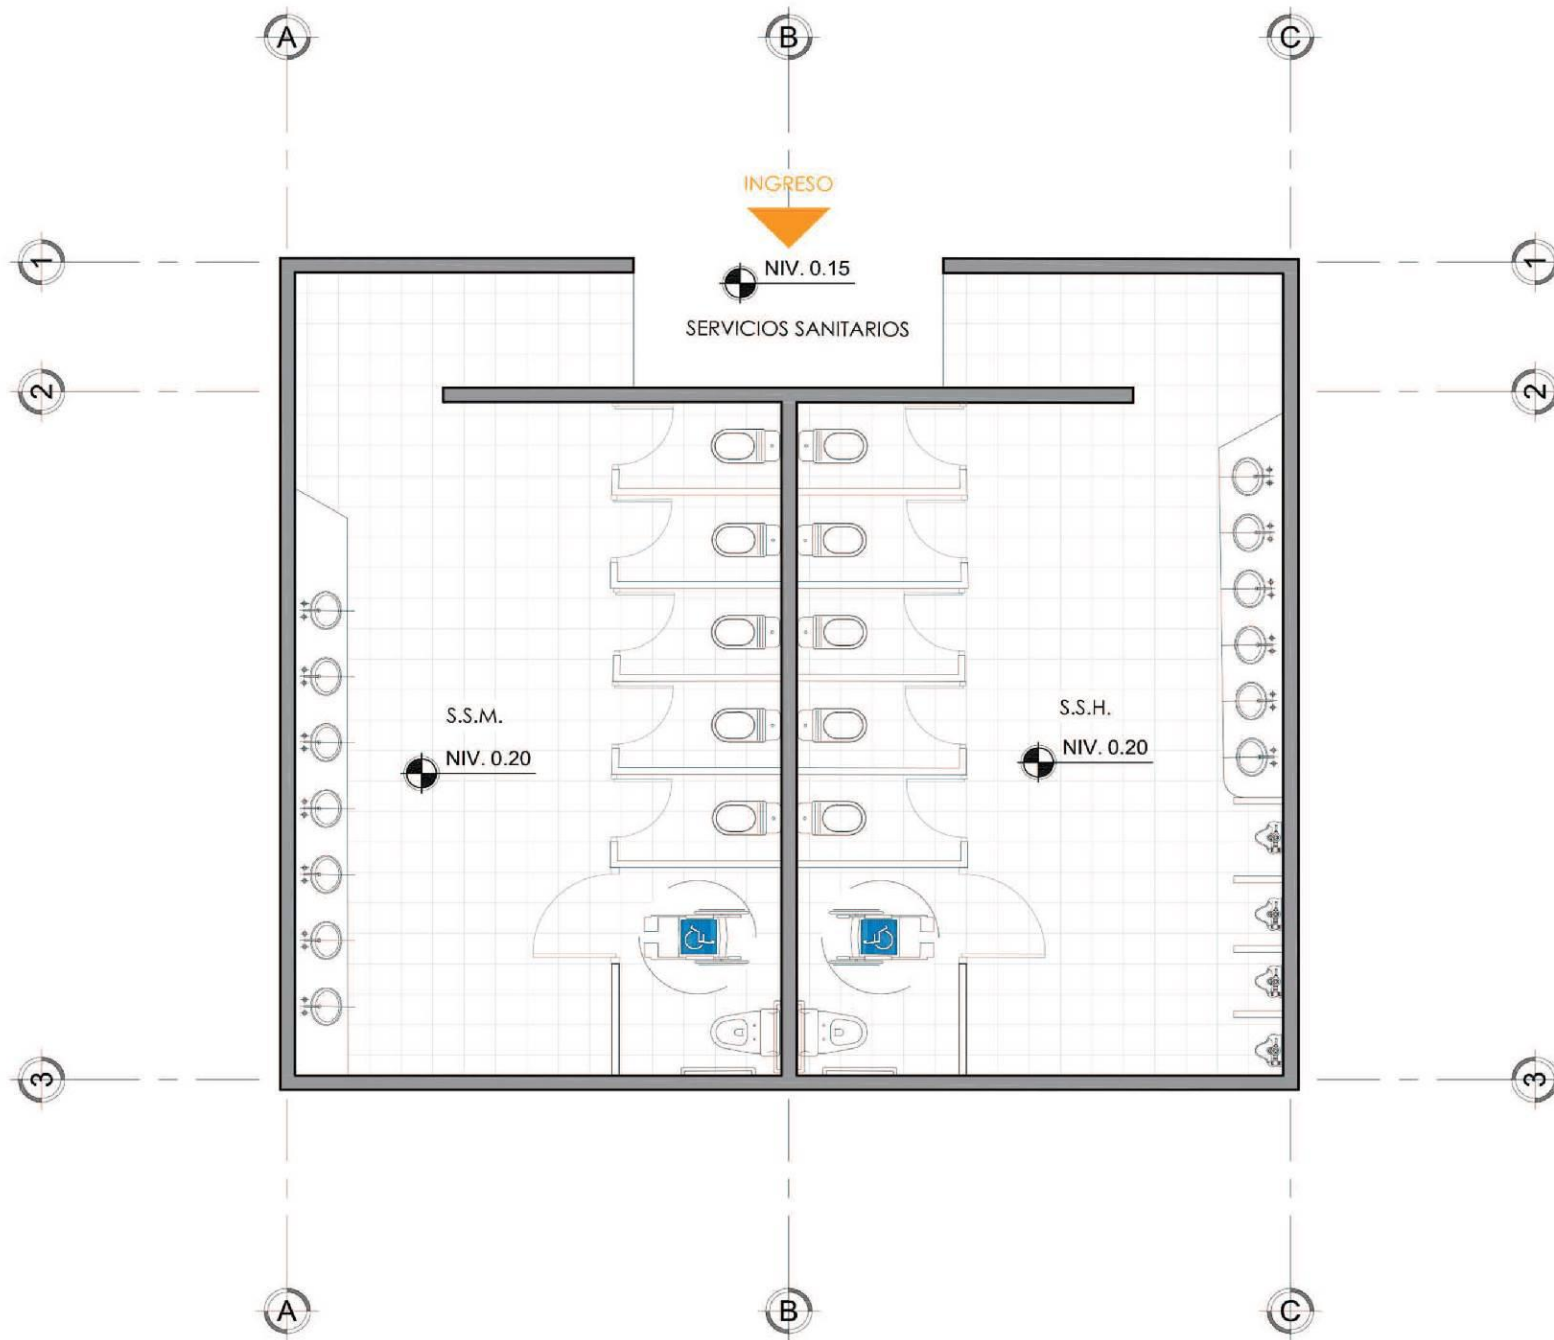 A B C
INGRESO
1 NIV. 0.15 1
SERVICIOS SANITARIOS
2 2
S.S.M. S.S.H.
NIV. 0.20 NIV. 0.20
3 3
A B C